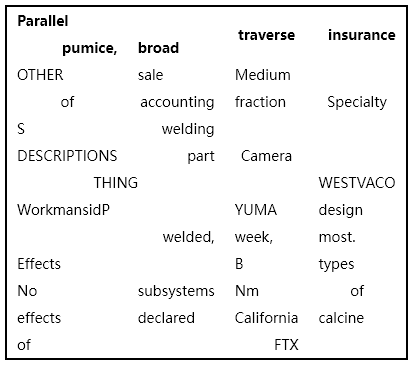 Parallel
traverse insurance
pumice, broad
OTHER sale Medium
of accounting fraction Specialty
S welding
DESCRIPTIONS part Camera
THING WESTVACO
WorkmansidP YUMA design
welded, week, most.
Effects B types
No subsystems Nm of
effects declared California calcine
of FTX